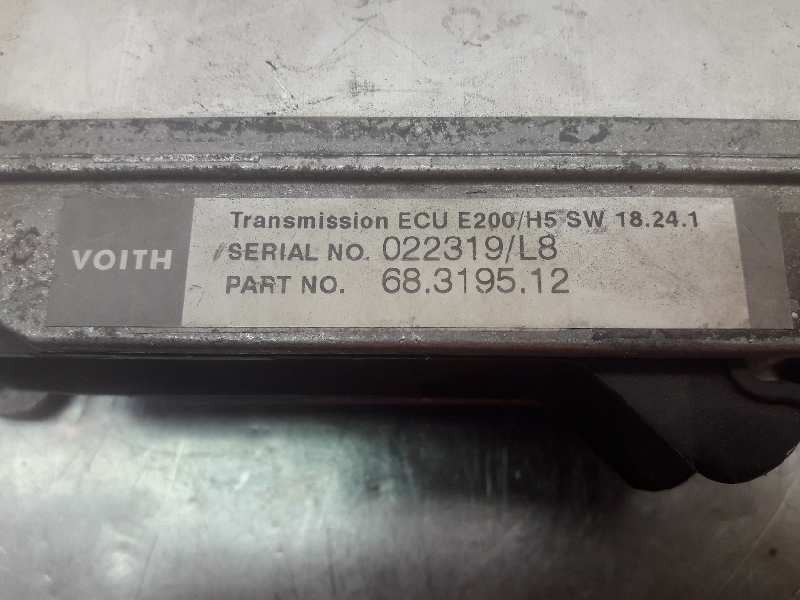 VOITH
Transmission ECU E200/H5 SW 18.24.1
SERIAL NO. 022319/L8
PART NO. 68.3195.12